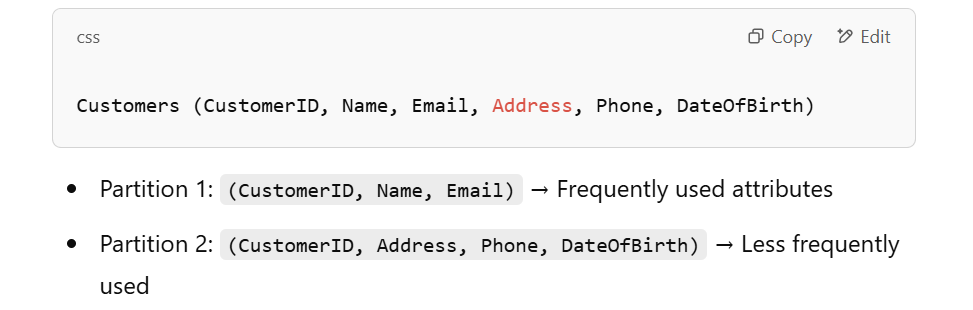 css Copy Edit
Customers (CustomerID, Name, Email, Address, Phone, DateOfBirth)
• Partition 1: (CustomerID, Name, Email) → Frequently used attributes
• Partition 2: (CustomerID, Address, Phone, DateOfBirth) → Less frequently
used